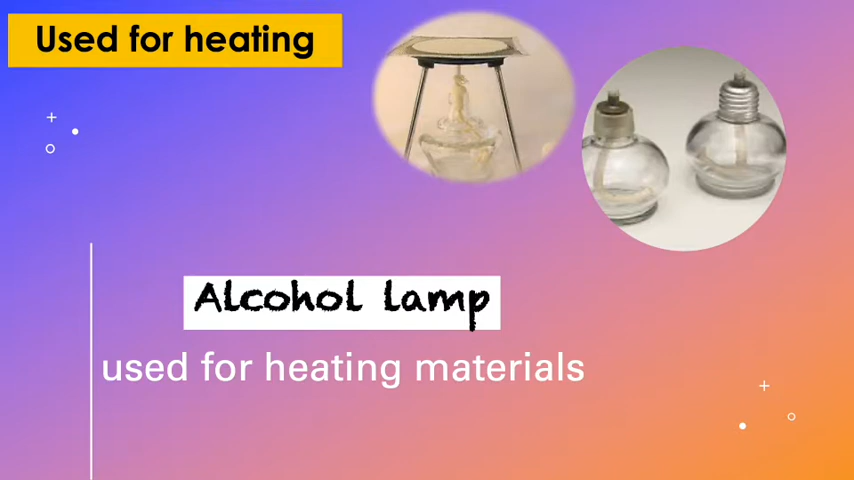 Used for heating
Alcohol lamp
used for heating materials